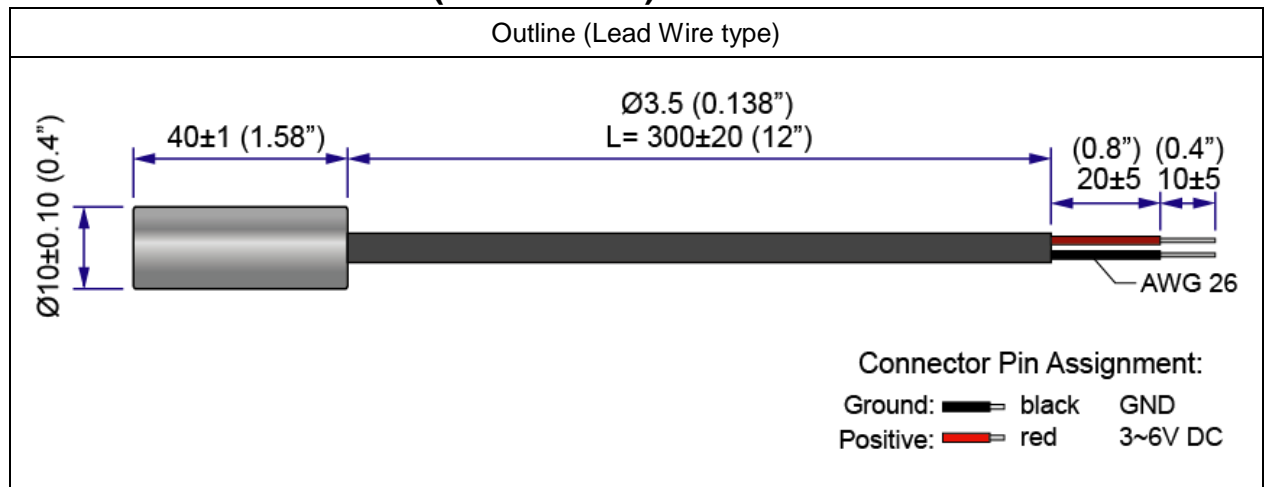 Outline (Lead Wire type)
Ø3.5 (0.138”)
L= 300±20 (12”)
40±1 (1.58”)
(0.8”) (0.4”)
20±5 10±5
Ø10±0.10 (0.4”)
AWG 26
Connector Pin Assignment:
Ground: black GND
Positive: red 3~6V DC